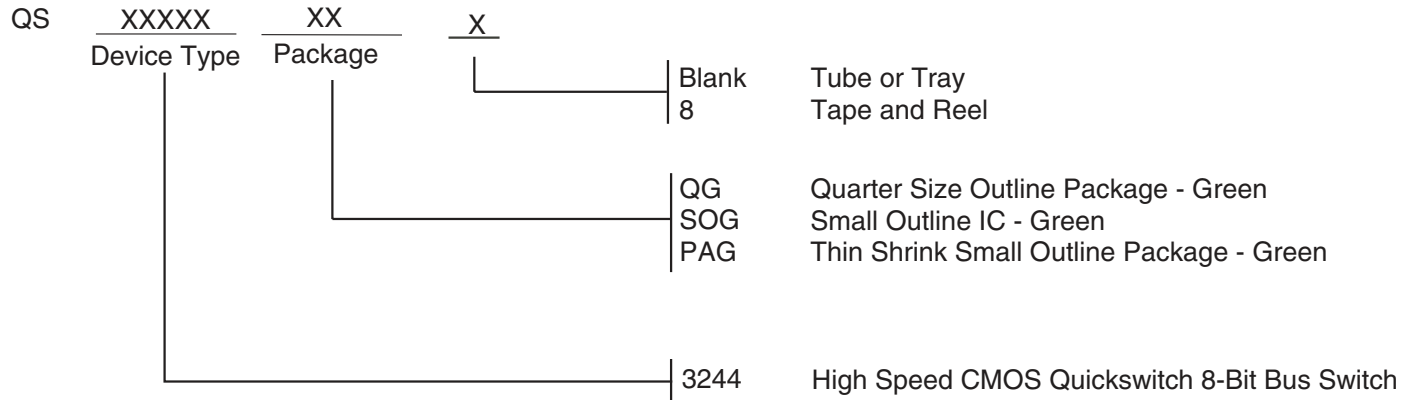 QS XXXXX XX X
Device Type Package
Blank Tube or Tray
8 Tape and Reel
QG Quarter Size Outline Package - Green
SOG Small Outline IC - Green
PAG Thin Shrink Small Outline Package - Green
3244 High Speed CMOS Quickswitch 8-Bit Bus Switch